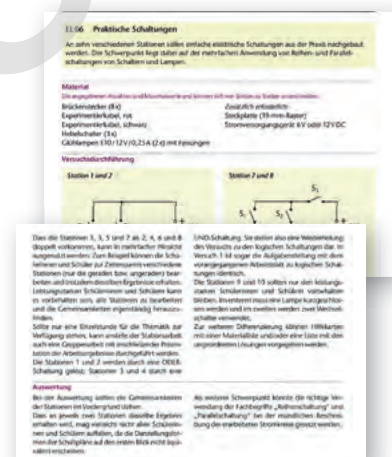 11.06 Praktische Schaltungen
An zehn verschiedenen Stationen sollen einfache elektrische Schaltungen aus der Praxis nachgebaut
werden. Der Schwerpunkt liegt dabei auf der mehrfachen Anwendung von Reihen- und Parallel-
schaltungen von Schaltern und Lampen.
Material
Brückenstecker (8x)
Experimentierkabel, rot
Experimentierkabel, schwarz
Hebelschalter (3x)
Glühlampen E10/12V/0,23A (2x) mit Fassungen
Zusätzlich erforderlich:
Steckplatte (19-mm-Raster)
Stromversorgungsgerät 6V oder 12V DC
Versuchsdurchführung
Station 1 und 2
Station 7 und 8
S₁
S₁
S₂
Dass die Stationen 1, 3, 5 und 7 als 2, 4, 6 und 8
doppelt vorkommen, kann in mehrfacher Hinsicht
ausgenutzt werden: Zum Beispiel können die Schü-
lerinnen und Schüler zur Zeitersparnis verschiedene
Stationen (nur die geraden bzw. ungeraden) bear-
beiten und trotzdem dieselben Ergebnisse erhalten.
Leistungsstarken Schülerinnen und Schülern kann
es vorbehalten sein, alle Stationen zu bearbeiten
und die Gemeinsamkeiten eigenständig herauszu-
finden.
Sollte nur eine Einzelstunde für die Thematik zur
Verfügung stehen, kann anstelle der Stationsarbeit
auch eine Gruppenarbeit mit anschließender Präsen-
tation der Arbeitsergebnisse durchgeführt werden.
Die Stationen 1 und 2 werden durch eine ODER-
Schaltung gelöst; Stationen 3 und 4 durch eine
UND-Schaltung. Sie stellen also eine Wiederholung
des Versuchs zu den logischen Schaltungen dar. In
Versuch 1 ist sogar die Aufgabenstellung mit dem
vorangegangenen Arbeitsblatt zu logischen Schal-
tungen identisch.
Die Stationen 9 und 10 sollten nur den leistungs-
starken Schülerinnen und Schülern vorbehalten
bleiben. Im ersteren muss eine Lampe kurzgeschlos-
sen werden und im zweiten werden zwei Wechsel-
schalter verwendet.
Zur weiteren Differenzierung können Hilfekarten
mit einer Materialliste und/oder eine Liste mit den
ungeordneten Lösungen vorgegeben werden.
Auswertung
Bei der Auswertung sollten die Gemeinsamkeiten
der Stationen im Vordergrund stehen.
Dass an jeweils zwei Stationen dieselbe Ergebnis
erhalten wird, mag vielleicht nicht allen Schülerin-
nen und Schülern auffallen, da die Darstellungsfor-
men der Schaltpläne auf den ersten Blick nicht äqui-
valent erscheinen.
Als weiterer Schwerpunkt könnte die richtige Ver-
wendung der Fachbegriffe „Reihenschaltung" und
„Parallelschaltung" bei der mündlichen Beschrei-
bung der erarbeiteten Stromkreise gesetzt werden.